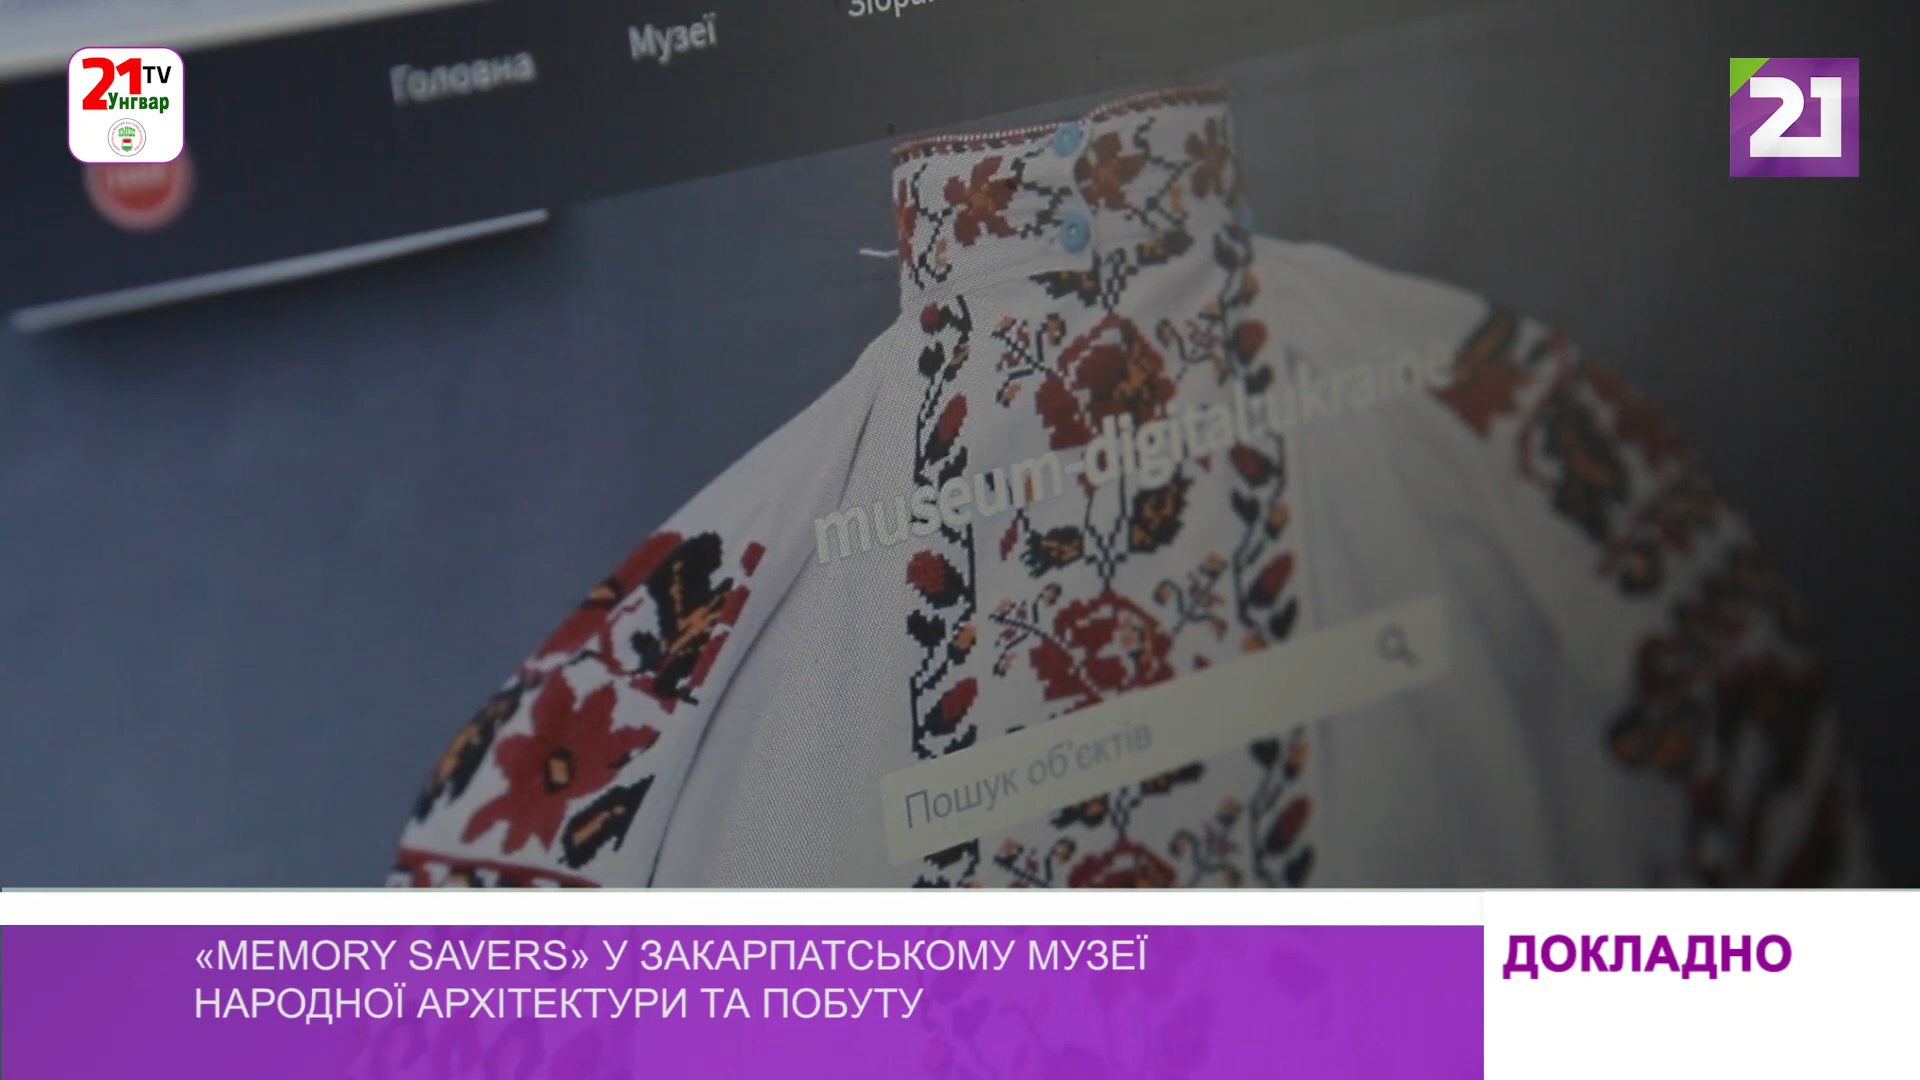 Головна
Музеї
21 TV
Унгвар
21
museum-digital:ukraine
Пошук об'єктів
«MEMORY SAVERS» У ЗАКАРПАТСЬКОМУ МУЗЕЇ
НАРОДНОЇ АРХІТЕКТУРИ ТА ПОБУТУ
ДОКЛАДНО